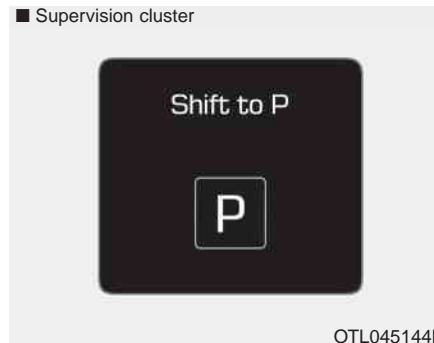 ■ Supervision cluster
Shift to P
P
OTL045144